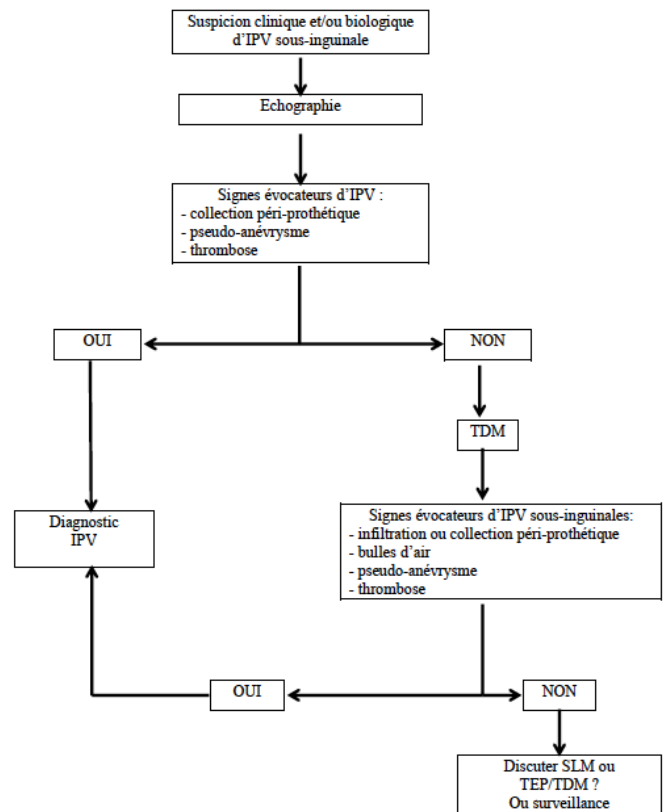 Suspicion clinique et/ou biologique
d'IPV sous-inguinale
Echographie
Signes évocateurs d'IPV :
- collection péri-prothétique
- pseudo-anévrysme
- thrombose
OUI
NON
TDM
Signes évocateurs d'IPV sous-inguinales:
- infiltration ou collection péri-prothétique
- bulles d'air
- pseudo-anévrysme
- thrombose
Diagnostic
IPV
OUI
NON
Discuter SLM ou
TEP/TDM ?
Ou surveillance